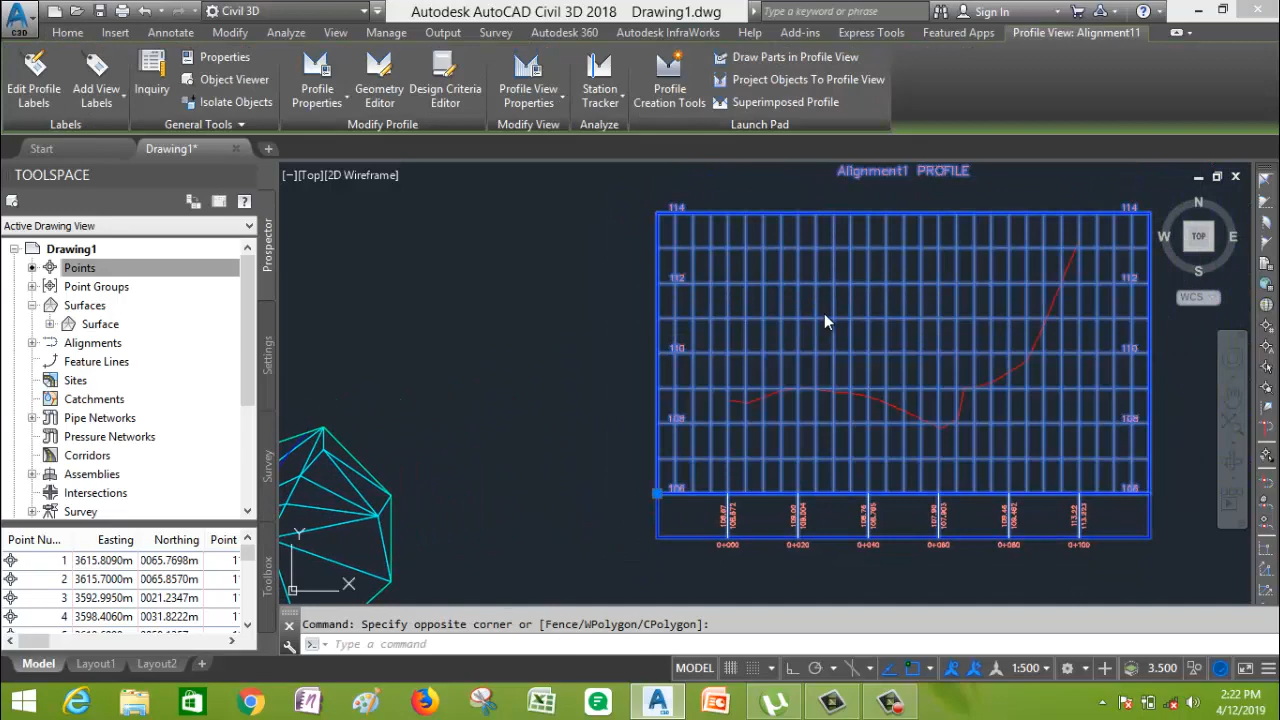 Civil 3D
Autodesk AutoCAD Civil 3D 2018 Drawing1.dwg
Type a keyword or phrase
Sign In
C3D
Home Insert Annotate Modify Analyze View Manage Output Survey Autodesk 360 Autodesk InfraWorks Help Add-ins Express Tools Featured Apps Profile View: Alignment11
Edit Profile Labels
Add View Labels
Labels
Inquiry
Properties
Object Viewer
Isolate Objects
General Tools
Profile Properties
Geometry Editor
Design Criteria Editor
Modify Profile
Profile View Properties
Modify View
Station Tracker
Analyze
Profile Creation Tools
Draw Parts in Profile View
Project Objects To Profile View
Superimposed Profile
Launch Pad
Start
Drawing1*
TOOLSPACE
Active Drawing View
Drawing1
Points
Point Groups
Surfaces
Surface
Alignments
Feature Lines
Sites
Catchments
Pipe Networks
Pressure Networks
Corridors
Assemblies
Intersections
Survey
Prospector
Settings
Survey
Toolbox
Point Nu... Easting Northing Point
1 3615.8090m 0065.7698m 1
2 3615.7000m 0065.8570m 1
3 3592.9950m 0021.2347m 1
4 3598.4060m 0031.8222m 1
[−][Top][2D Wireframe]
Alignment1 PROFILE
114 114
112 112
110 110
108 108
106 106
0+000 0+020 0+040 0+060 0+080 0+100
N
W TOP E
S
WCS
Y
X
Command: Specify opposite corner or [Fence/WPolygon/CPolygon]:
Type a command
Model Layout1 Layout2
MODEL
1:500
3.500
2:22 PM
4/12/2019